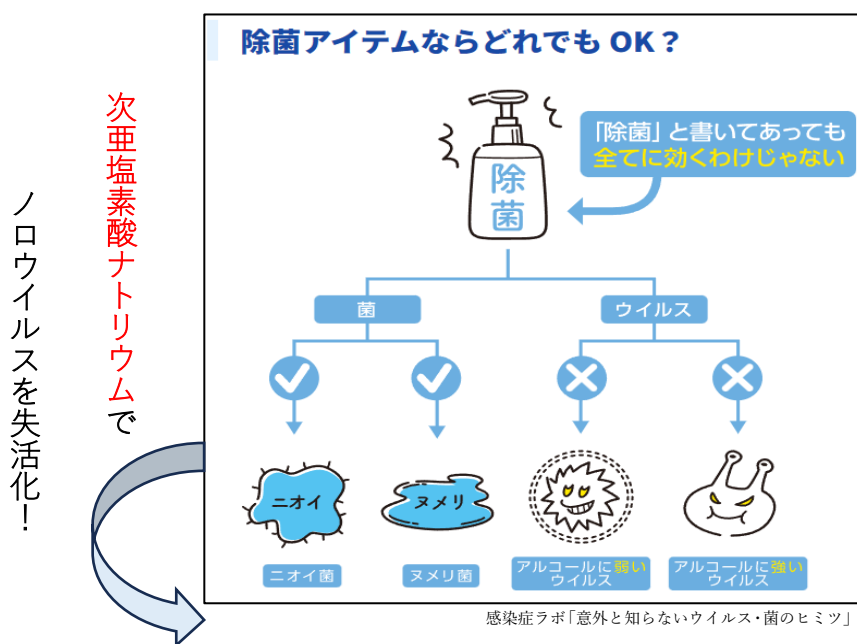 次亜塩素酸ナトリウムで
ノロウイルスを失活化！
除菌アイテムならどれでも OK？
「除菌」と書いてあっても
全てに効くわけじゃない
除
菌
菌
ウイルス
ニオイ
ヌメリ
ニオイ菌
ヌメリ菌
アルコールに弱い
ウイルス
アルコールに強い
ウイルス
感染症ラボ「意外と知らないウイルス・菌のヒミツ」